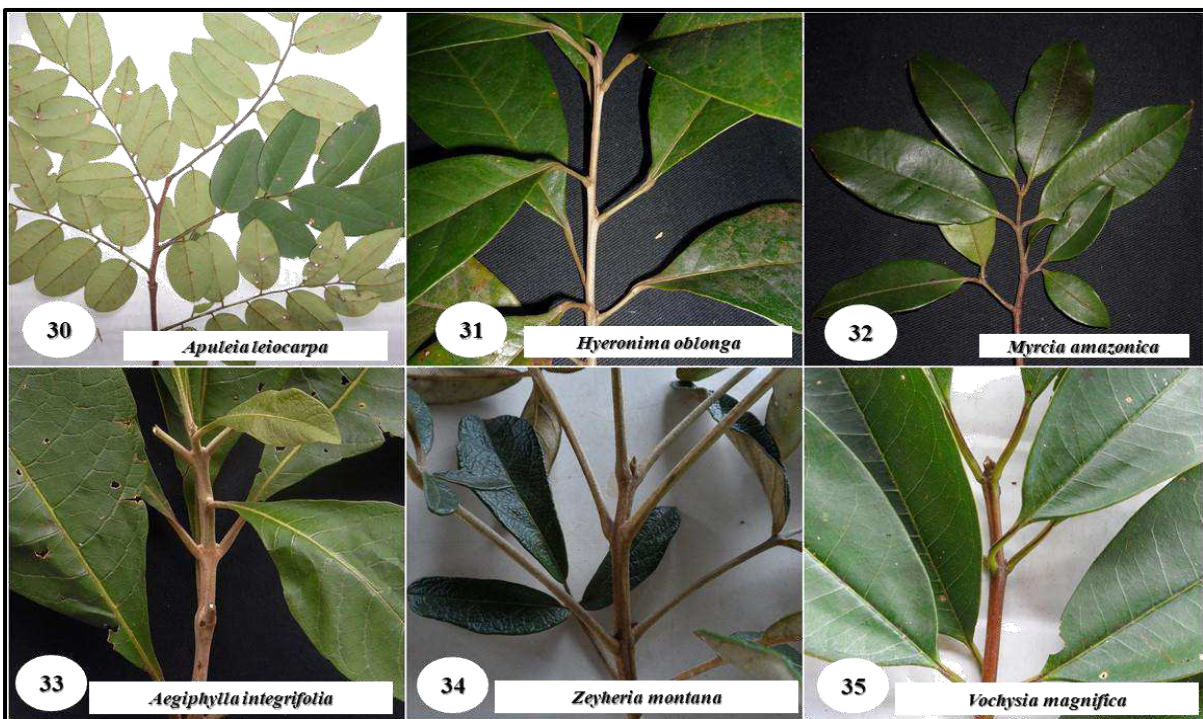 30
Apuleia leiocarpa
31
Hyeronima oblonga
32
Myrcia amazonica
33
Aegiphylla integrifolia
34
Zeyheria montana
35
Vochysia magnifica